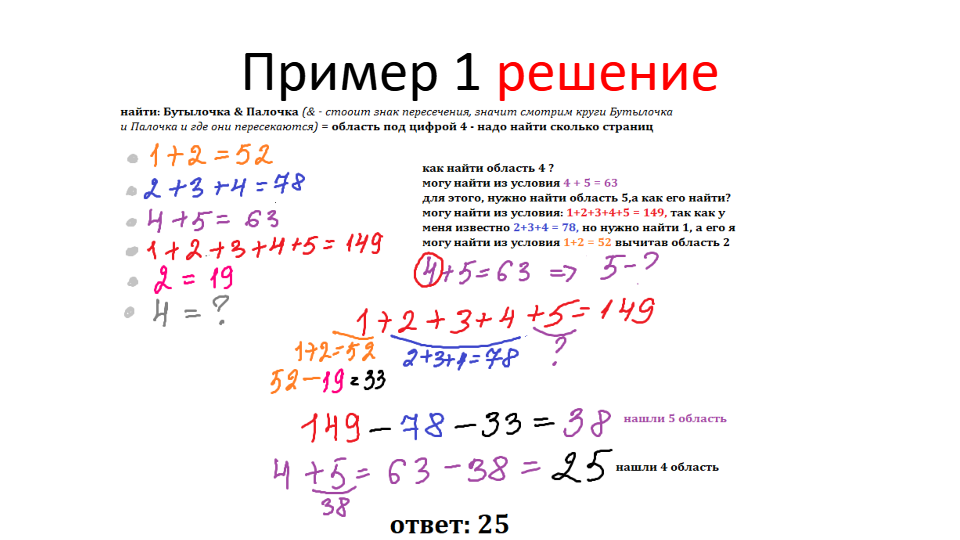 Пример 1 решение
найти: Бутылочка & Палочка (& - стооит знак пересечения, значит смотрим круги Бутылочка
и Палочка и где они пересекаются) = область под цифрой 4 - надо найти сколько страниц
1+2=52
2+3+4=78
4+5=63
1+2+3+4+5=149
2=19
4=?
как найти область 4 ?
могу найти из условия 4 + 5 = 63
для этого, нужно найти область 5,а как его найти?
могу найти из условия: 1+2+3+4+5 = 149, так как у
меня известно 2+3+4 = 78, но нужно найти 1, а его я
могу найти из условия 1+2 = 52 вычитав область 2
4+5=63 => 5-?
1+2+3+4+5=149
1+2=52 2+3+4=78 ?
52-19=33
149-78-33=38 нашли 5 область
4+5=63-38=25 нашли 4 область
38
ответ: 25